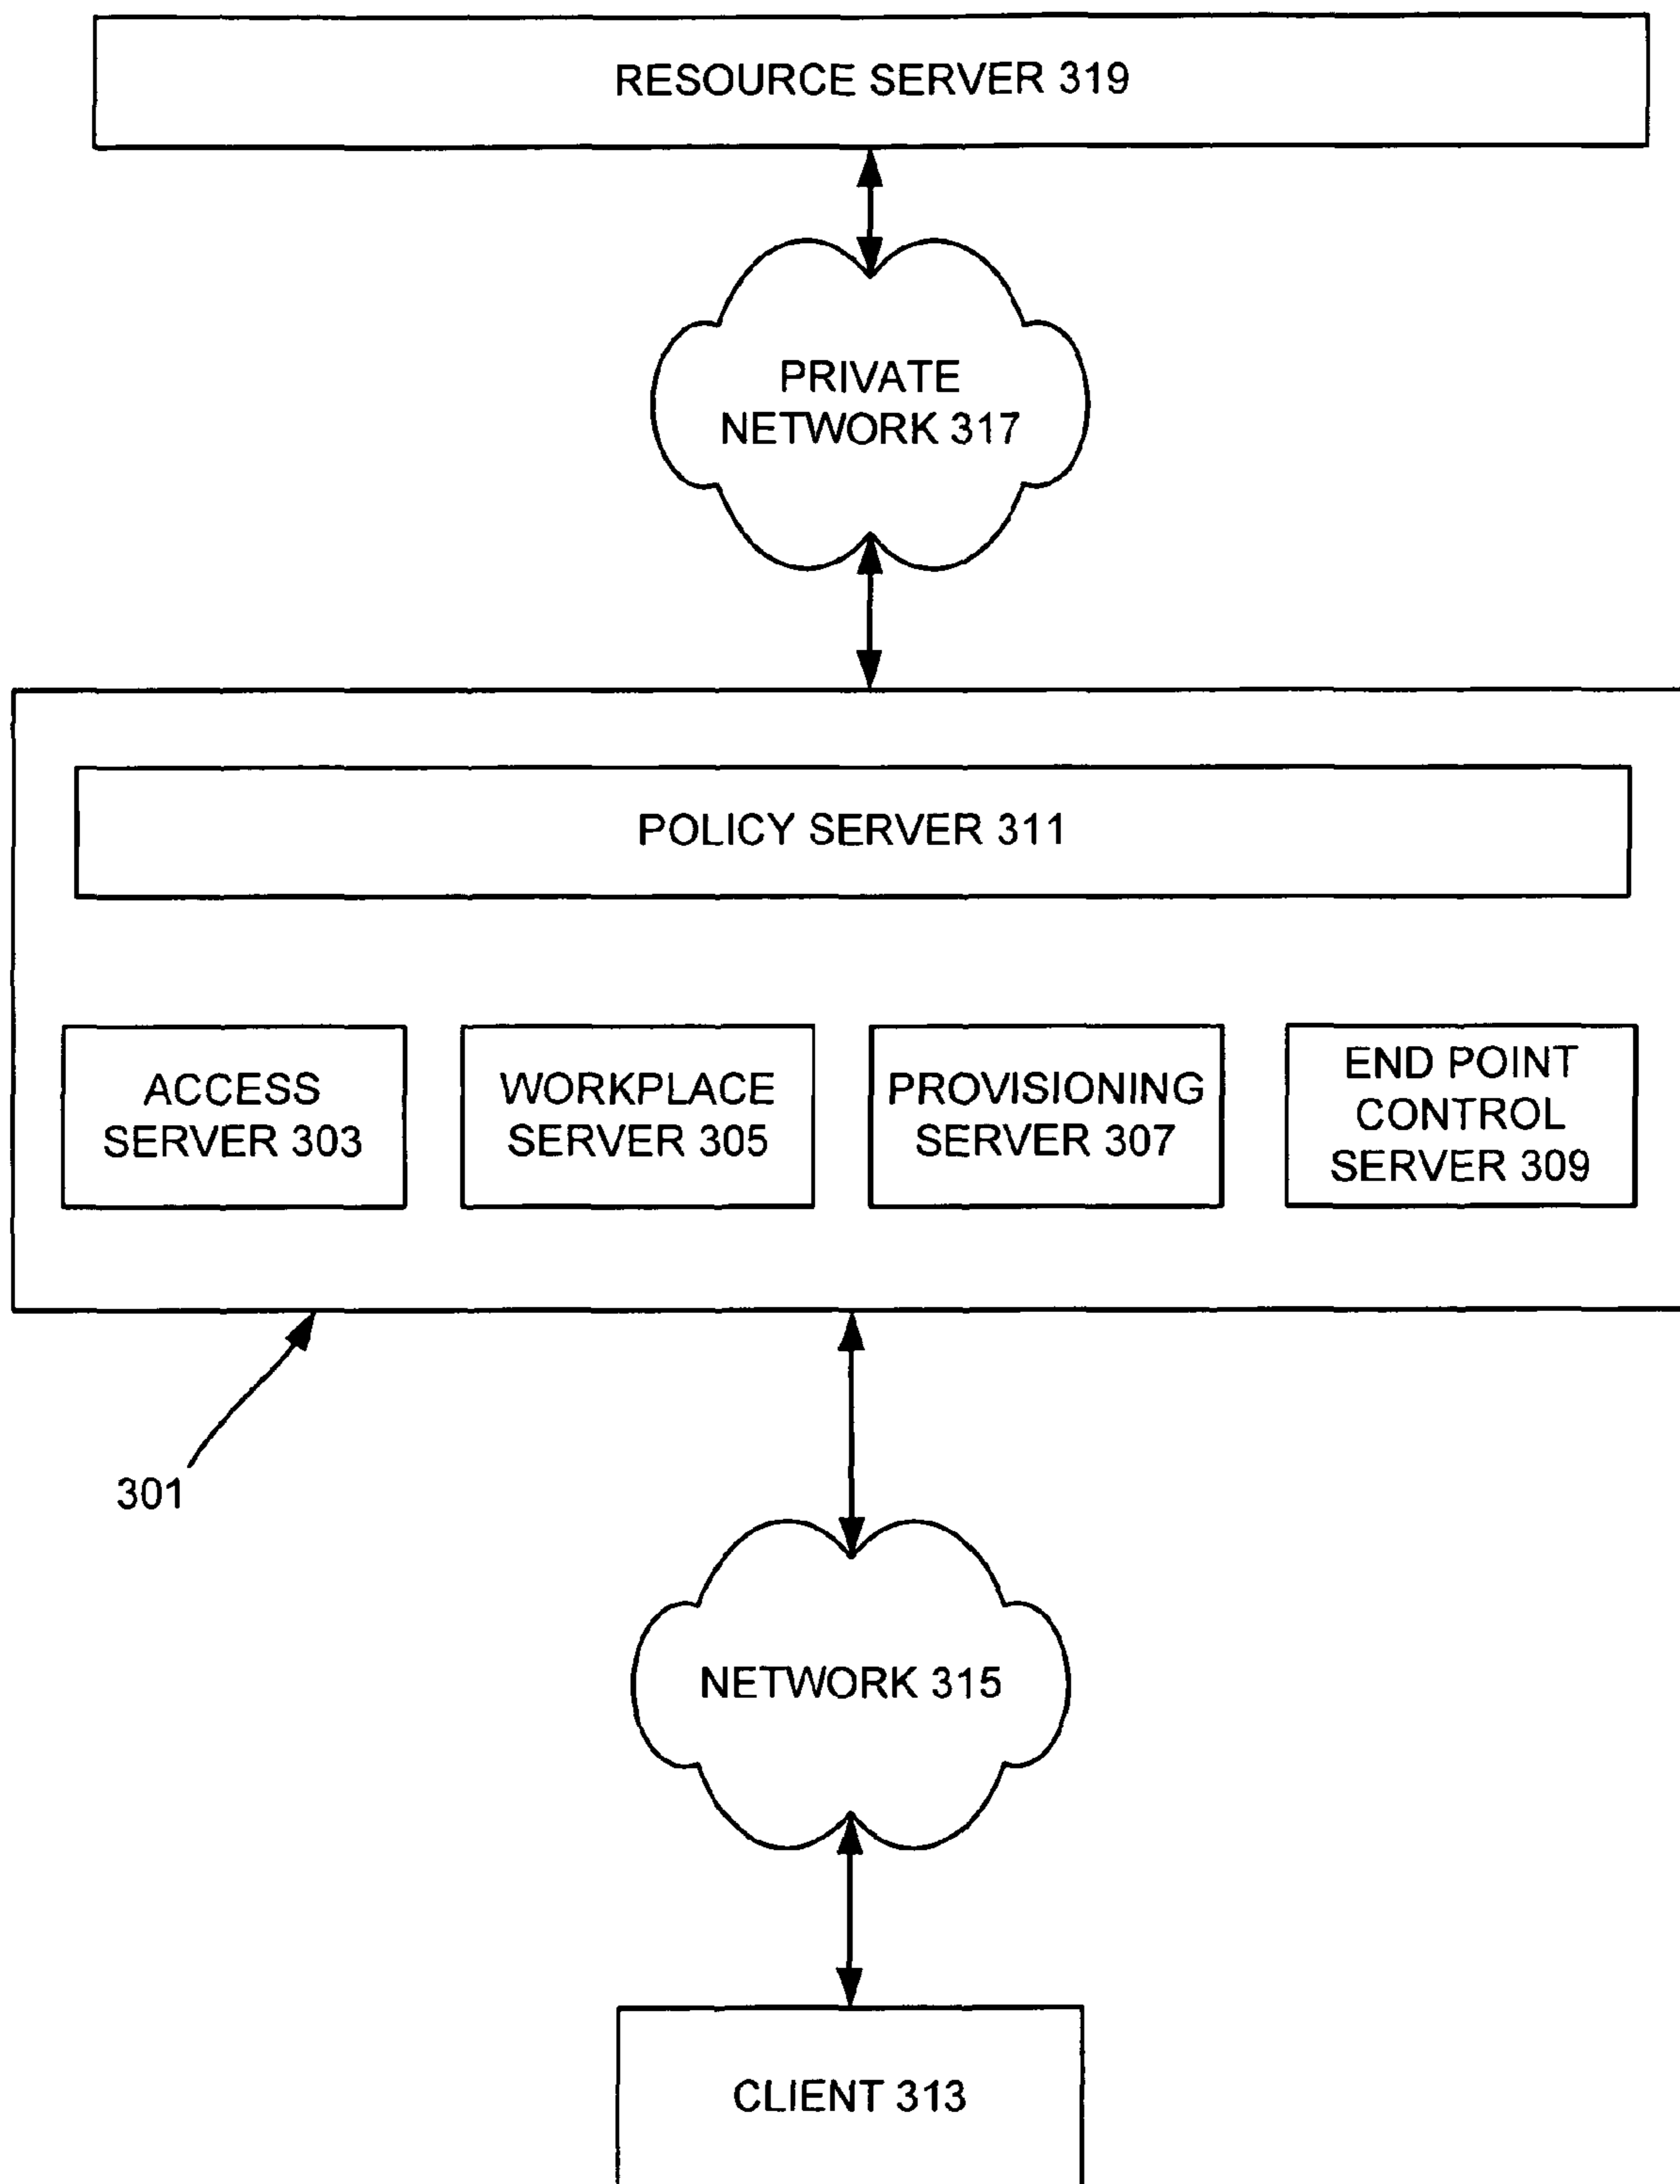 RESOURCE SERVER 319
PRIVATE
NETWORK 317
POLICY SERVER 311
ACCESS
SERVER 303
WORKPLACE
SERVER 305
PROVISIONING
SERVER 307
END POINT
CONTROL
SERVER 309
301
NETWORK 315
CLIENT 313